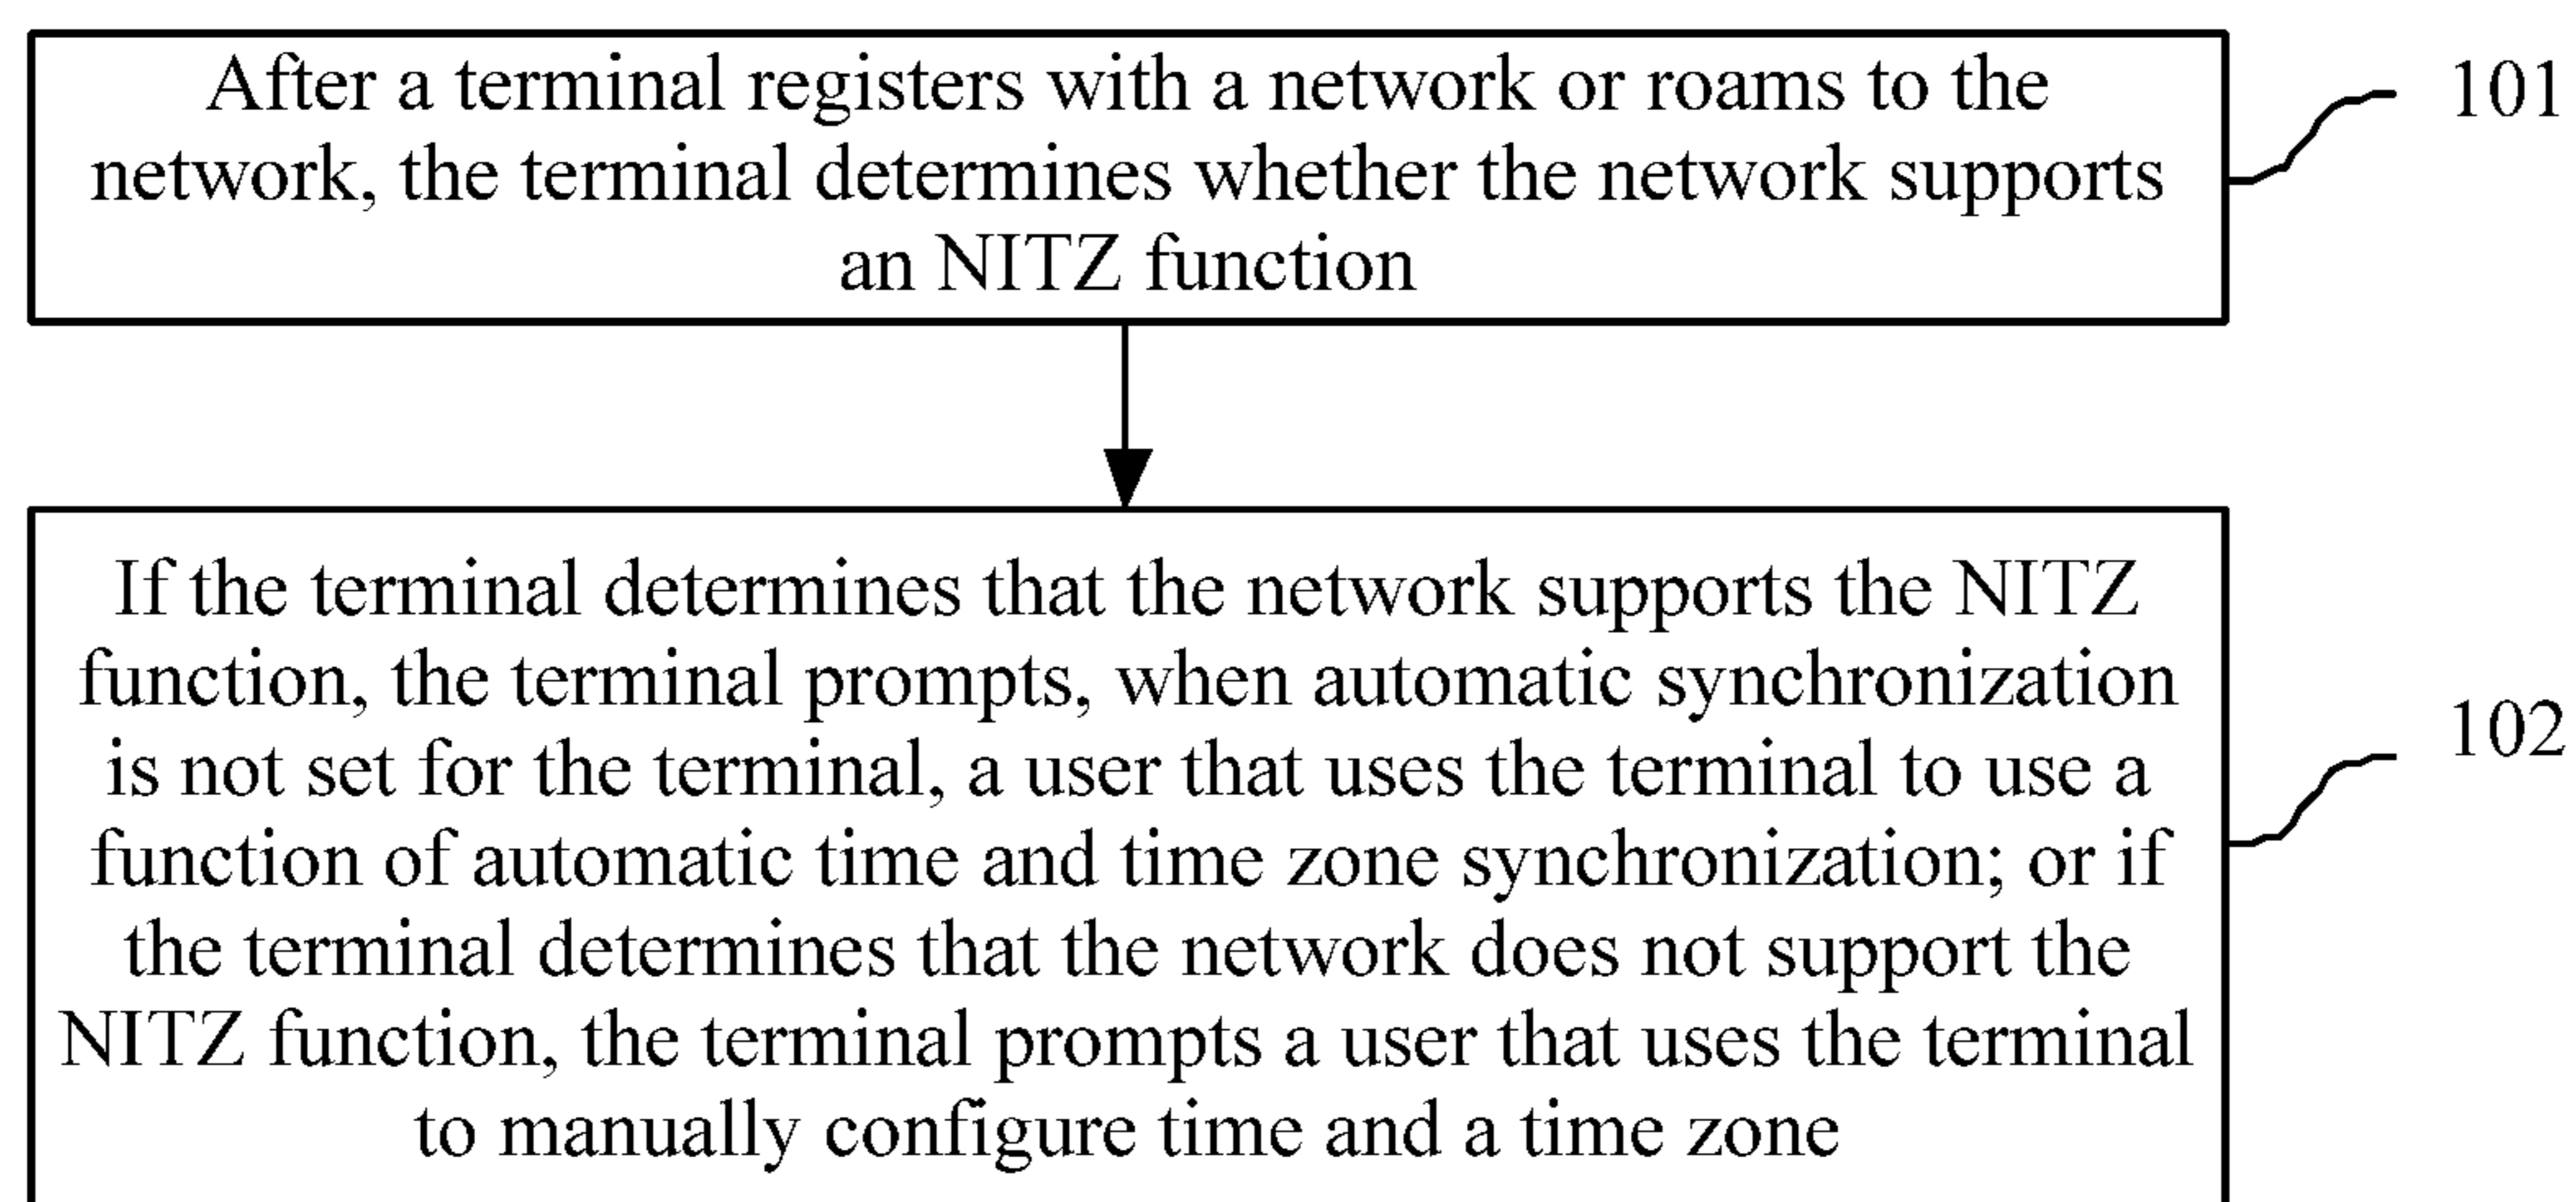 After a terminal registers with a network or roams to the
network, the terminal determines whether the network supports
an NITZ function
101
If the terminal determines that the network supports the NITZ
function, the terminal prompts, when automatic synchronization
is not set for the terminal, a user that uses the terminal to use a
function of automatic time and time zone synchronization; or if
the terminal determines that the network does not support the
NITZ function, the terminal prompts a user that uses the terminal
to manually configure time and a time zone
102